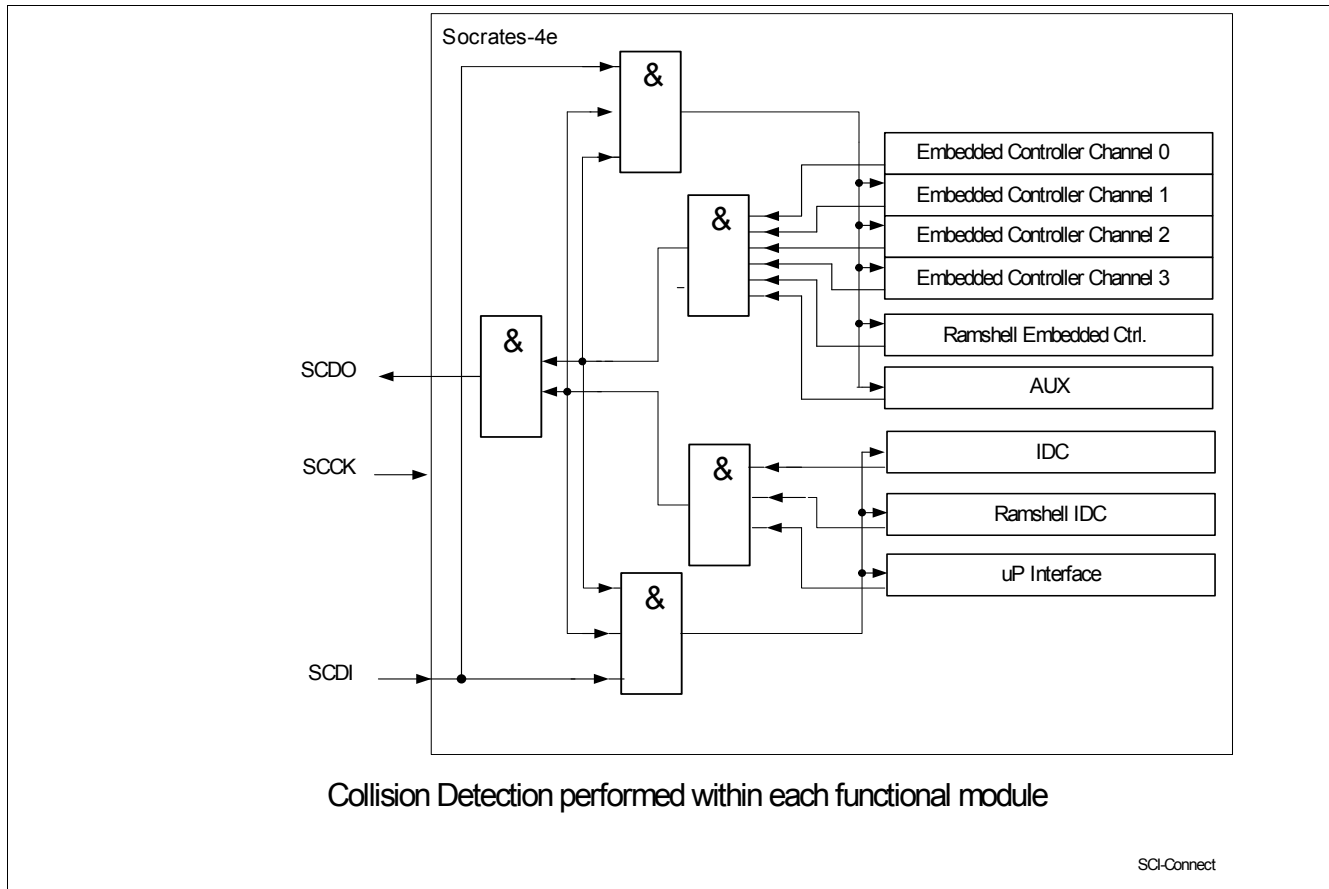 Socrates-4e
&
Embedded Controller Channel 0
Embedded Controller Channel 1
&
Embedded Controller Channel 2
Embedded Controller Channel 3
&
Ramshell Embedded Ctrl.
SCDO
AUX
IDC
SCCK
&
Ramshell IDC
uP Interface
&
SCDI
Collision Detection performed within each functional module
SCI-Connect